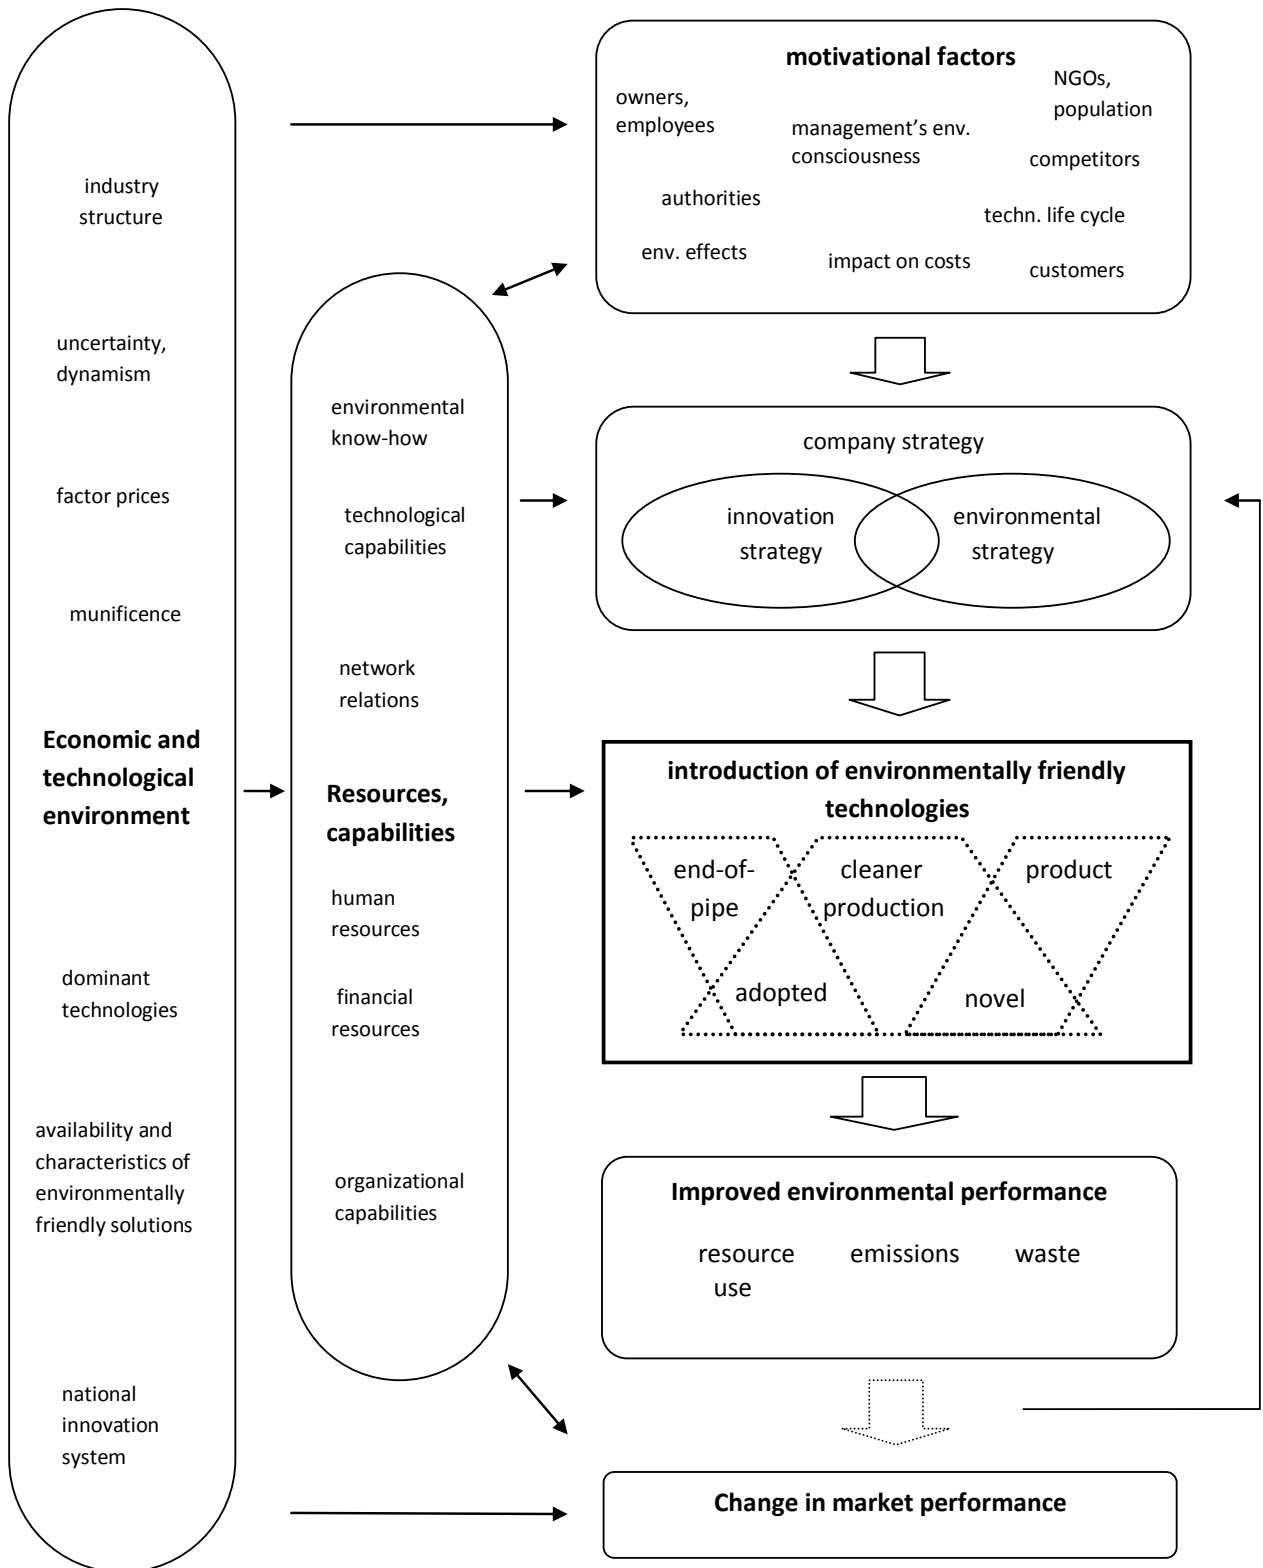 industry
structure
uncertainty,
dynamism
factor prices
munificence
Economic and
technological
environment
dominant
technologies
availability and
characteristics of
environmentally
friendly solutions
national
innovation
system
environmental
know-how
technological
capabilities
network
relations
Resources,
capabilities
human
resources
financial
resources
organizational
capabilities
motivational factors
owners,
employees
management's env.
consciousness
NGOs,
population
competitors
authorities
techn. life cycle
env. effects
impact on costs
customers
company strategy
innovation
strategy
environmental
strategy
introduction of environmentally friendly
technologies
end-of-
pipe
cleaner
production
product
adopted
novel
Improved environmental performance
resource
use
emissions
waste
Change in market performance